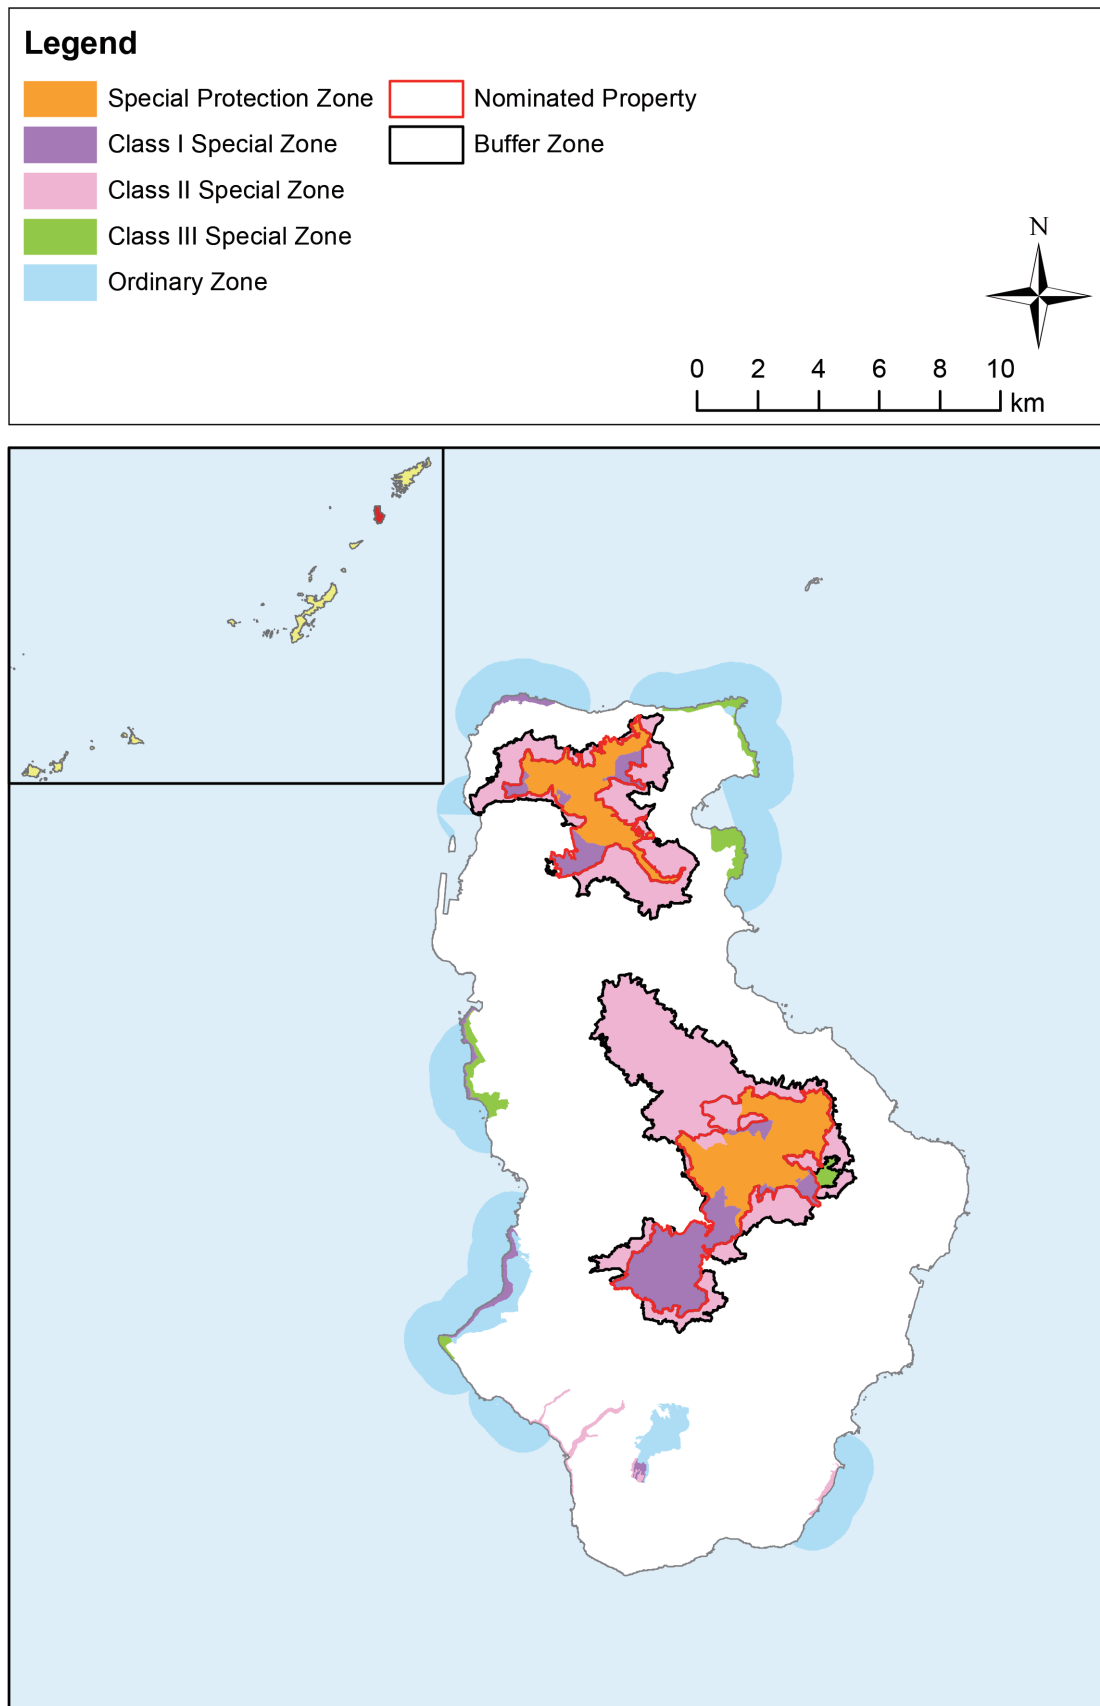 Legend
Special Protection Zone
Class I Special Zone
Class II Special Zone
Class III Special Zone
Ordinary Zone
Nominated Property
Buffer Zone
N
0 2 4 6 8 10
km